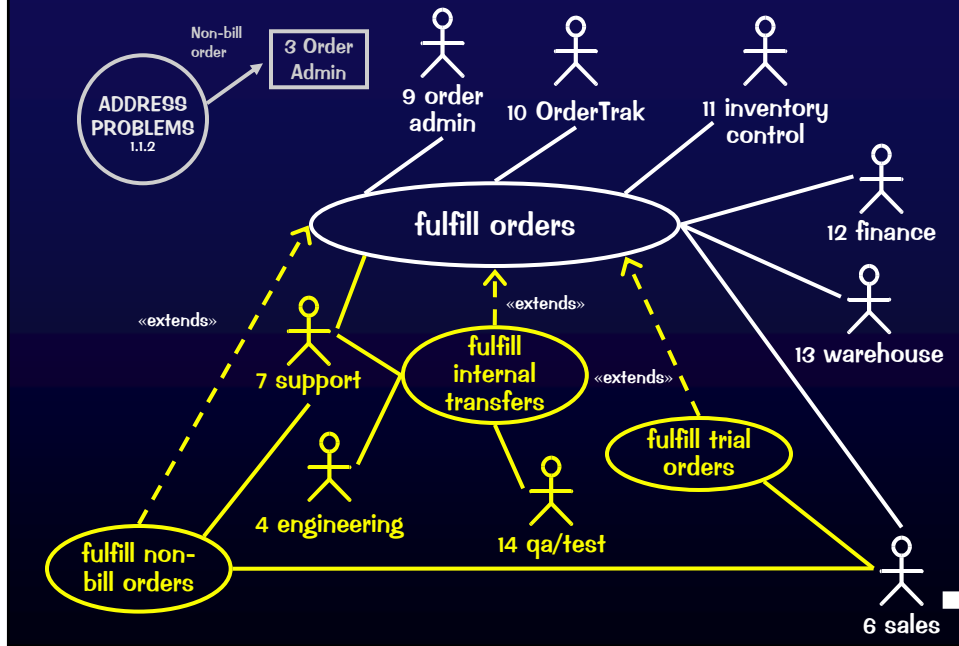 Non-bill
order
3 Order
Admin
ADDRESS
PROBLEMS
1.1.2
9 order
admin
10 OrderTrak
11 inventory
control
fulfill orders
12 finance
«extends»
«extends»
13 warehouse
7 support
fulfill
internal
transfers
«extends»
fulfill trial
orders
4 engineering
14 qa/test
fulfill non-
bill orders
6 sales